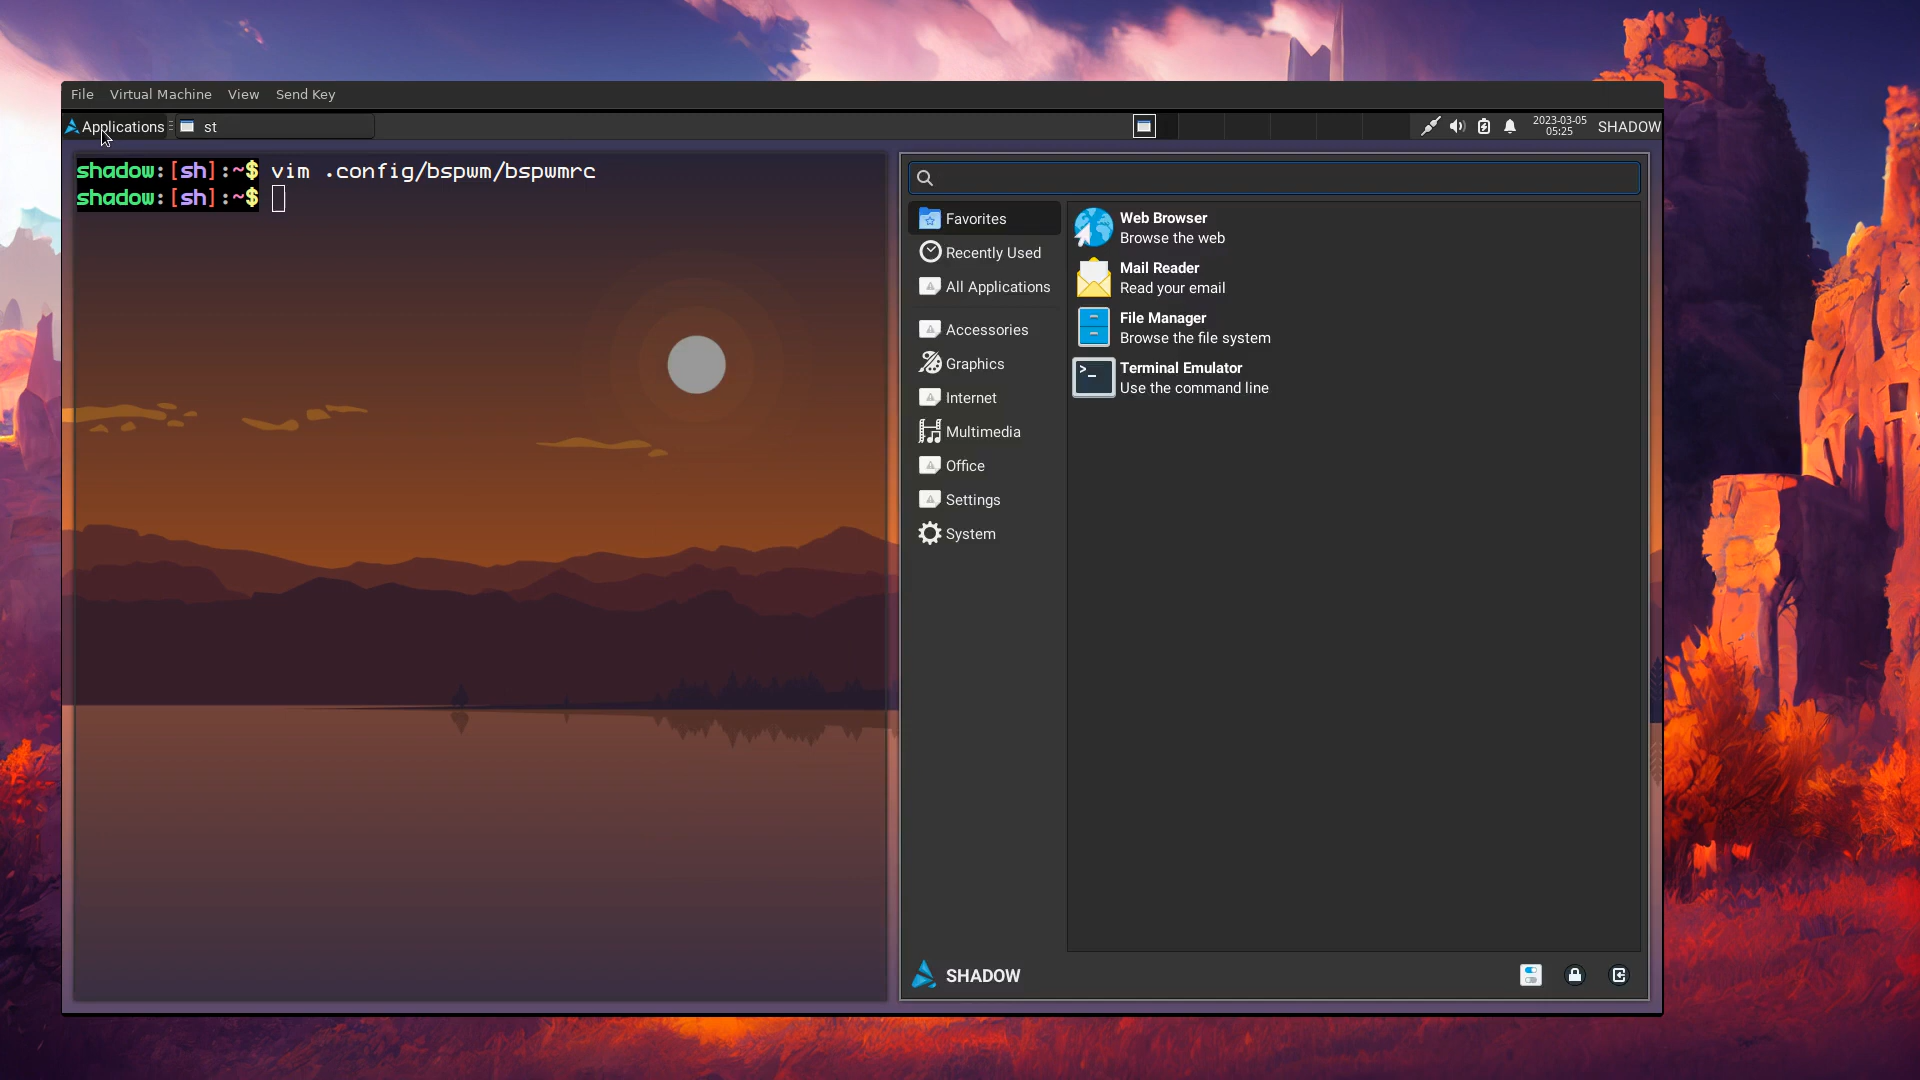 File Virtual Machine View Send Key
Applications st 2023-03-05 05:25 SHADOW
shadow:[sh]:~$ vim .config/bspwm/bspwmrc
shadow:[sh]:~$
Favorites
Recently Used
All Applications
Accessories
Graphics
Internet
Multimedia
Office
Settings
System
Web Browser
Browse the web
Mail Reader
Read your email
File Manager
Browse the file system
Terminal Emulator
Use the command line
SHADOW